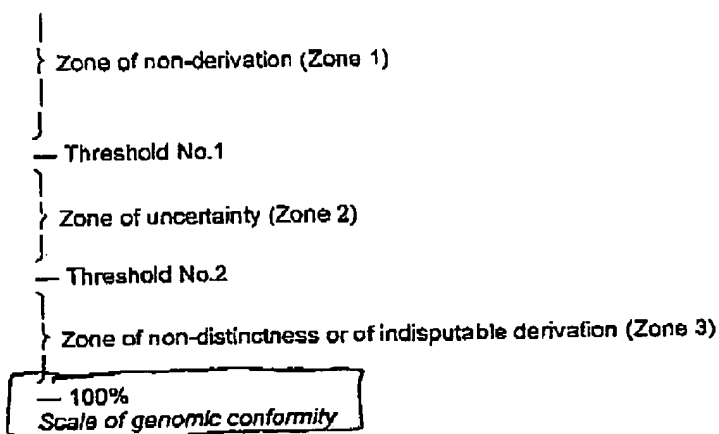 Zone of non-derivation (Zone 1)
— Threshold No.1
Zone of uncertainty (Zone 2)
— Threshold No.2
Zone of non-distinctness or of indisputable derivation (Zone 3)
— 100%
Scale of genomic conformity